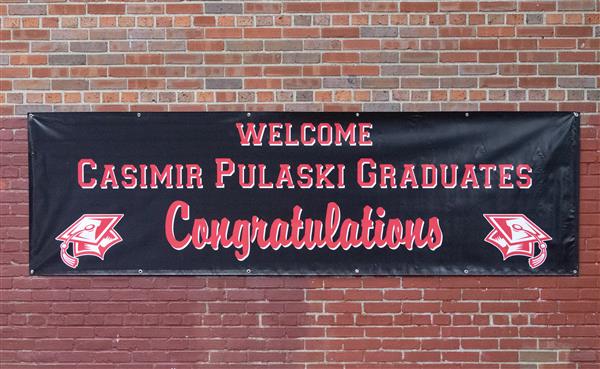 WELCOME
CASIMIR PULASKI GRADUATES
Congratulations